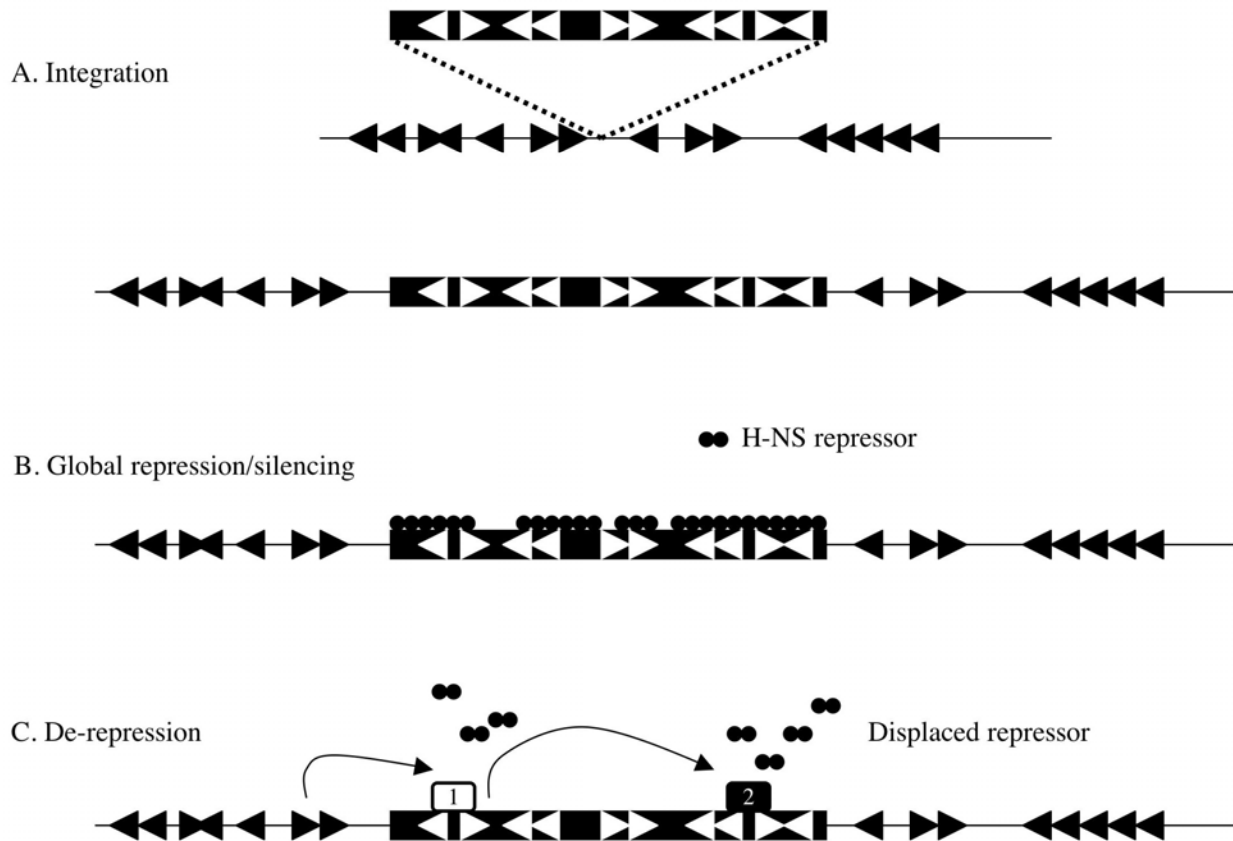 A. Integration
H-NS repressor
B. Global repression/silencing
C. De-repression
Displaced repressor
1
2